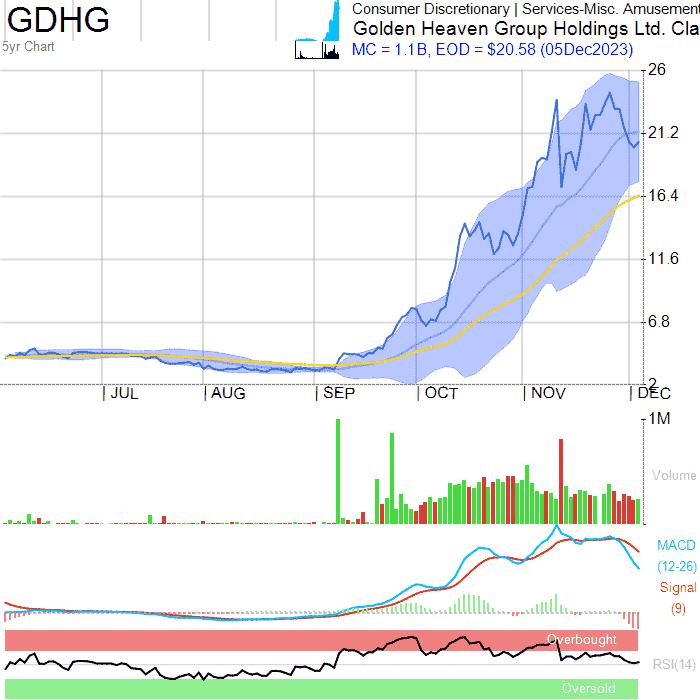 GDHG
Consumer Discretionary | Services-Misc. Amusement
Golden Heaven Group Holdings Ltd. Cla
5yr Chart
MC = 1.1B, EOD = $20.58 (05Dec2023)
26
21.2
16.4
11.6
6.8
2
JUL
AUG
SEP
OCT
NOV
DEC
1M
Volume
MACD
(12-26)
Signal
(9)
Overbought
RSI(14)
Oversold